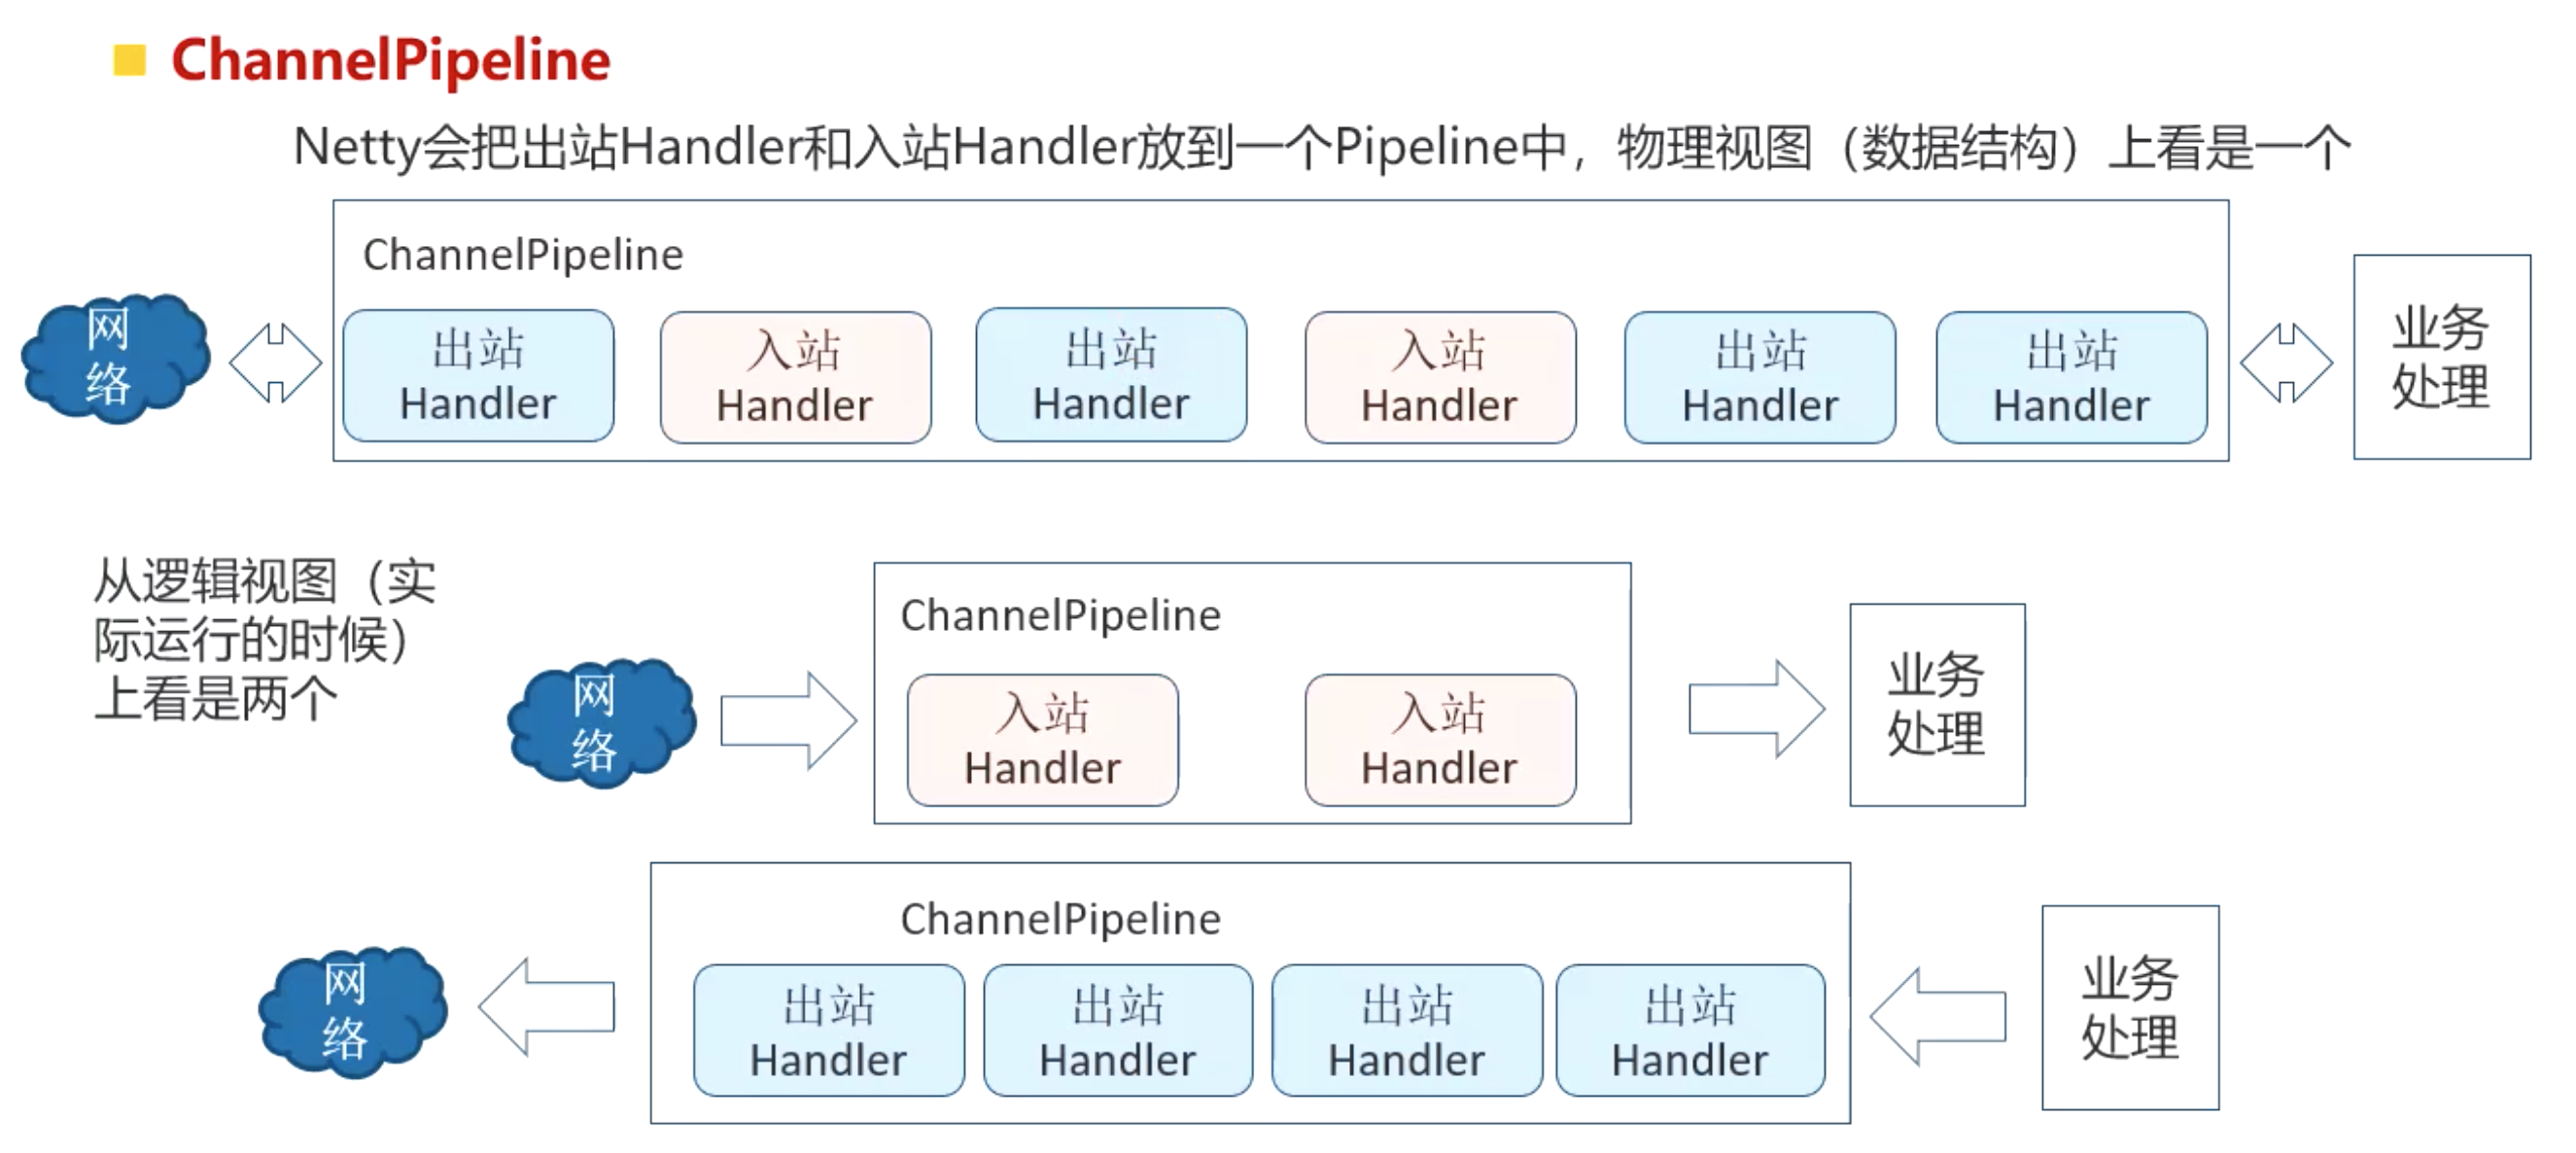 ChannelPipeline
Netty会把出站Handler和入站Handler放到一个Pipeline中，物理视图（数据结构）上看是一个
ChannelPipeline
网
络
出站
Handler
入站
Handler
出站
Handler
入站
Handler
出站
Handler
出站
Handler
业务
处理
从逻辑视图（实
际运行的时候）
上看是两个
网
络
ChannelPipeline
入站
Handler
入站
Handler
业务
处理
网
络
ChannelPipeline
出站
Handler
出站
Handler
出站
Handler
出站
Handler
业务
处理